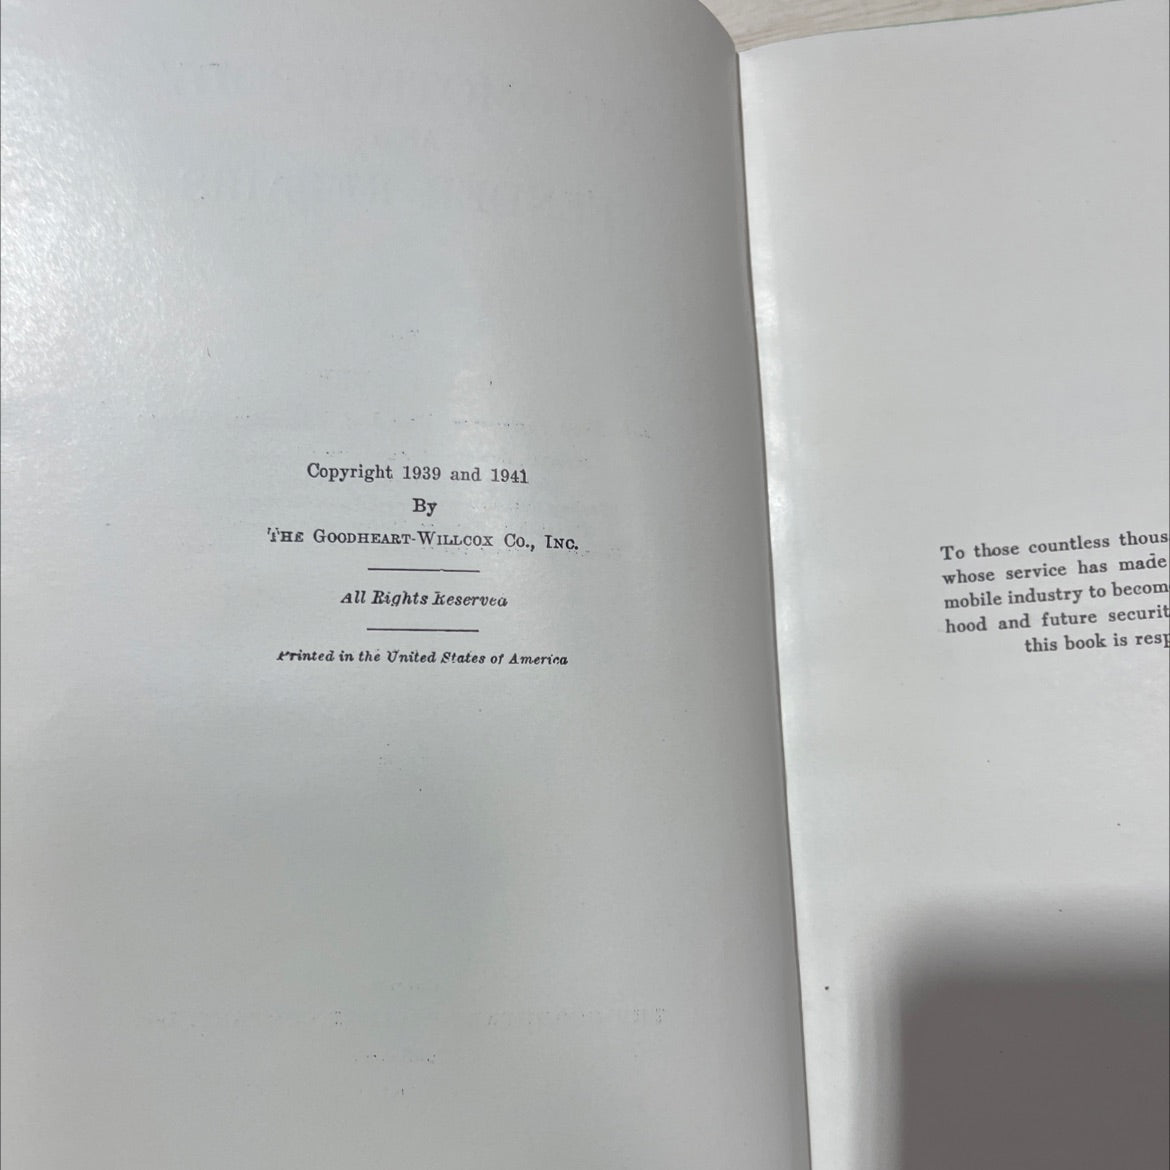 Copyright 1939 and 1941
By
THE GOODHEART-WILLCOX CO., INC.
All Rights Reserved
Printed in the United States of America
To those countless thous
whose service has made
mobile industry to becom
hood and future securit
this book is resp